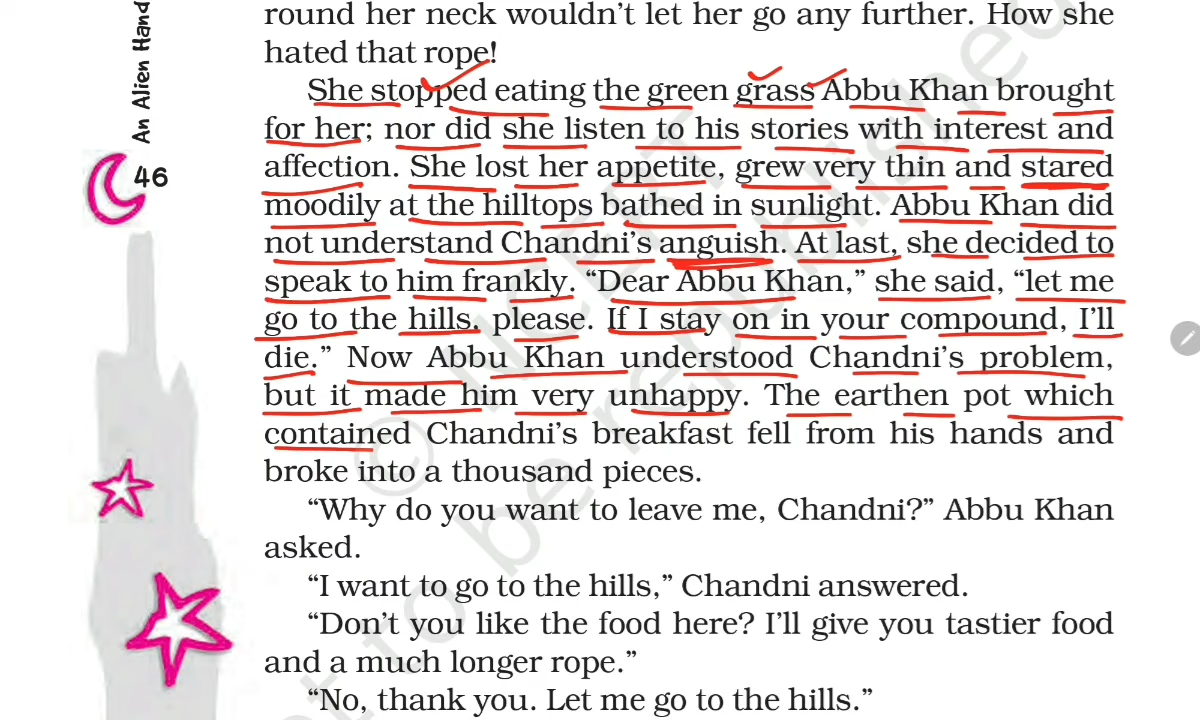 An Alien Hand
46
round her neck wouldn't let her go any further. How she
hated that rope!
She stopped eating the green grass Abbu Khan brought
for her; nor did she listen to his stories with interest and
affection. She lost her appetite, grew very thin and stared
moodily at the hilltops bathed in sunlight. Abbu Khan did
not understand Chandni's anguish. At last, she decided to
speak to him frankly. “Dear Abbu Khan,” she said, “let me
go to the hills, please. If I stay on in your compound, I'll
die.” Now Abbu Khan understood Chandni's problem,
but it made him very unhappy. The earthen pot which
contained Chandni's breakfast fell from his hands and
broke into a thousand pieces.
“Why do you want to leave me, Chandni?” Abbu Khan
asked.
“I want to go to the hills,” Chandni answered.
“Don't you like the food here? I'll give you tastier food
and a much longer rope.”
“No, thank you. Let me go to the hills.”
© NCERT
not to be republished